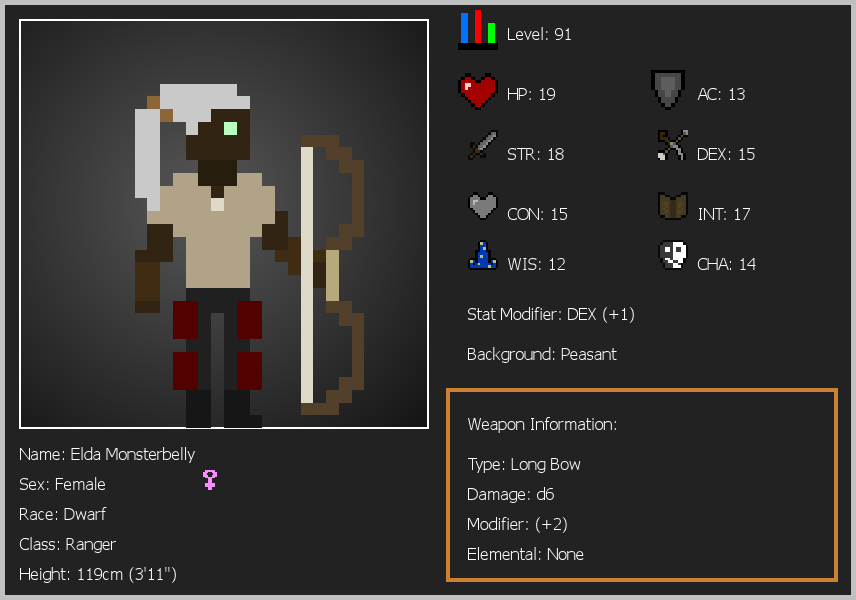 Level: 91
HP: 19
AC: 13
STR: 18
DEX: 15
CON: 15
INT: 17
WIS: 12
CHA: 14
Stat Modifier: DEX (+1)
Background: Peasant
Weapon Information:
Type: Long Bow
Damage: d6
Modifier: (+2)
Elemental: None
Name: Elda Monsterbelly
Sex: Female
Race: Dwarf
Class: Ranger
Height: 119cm (3'11")